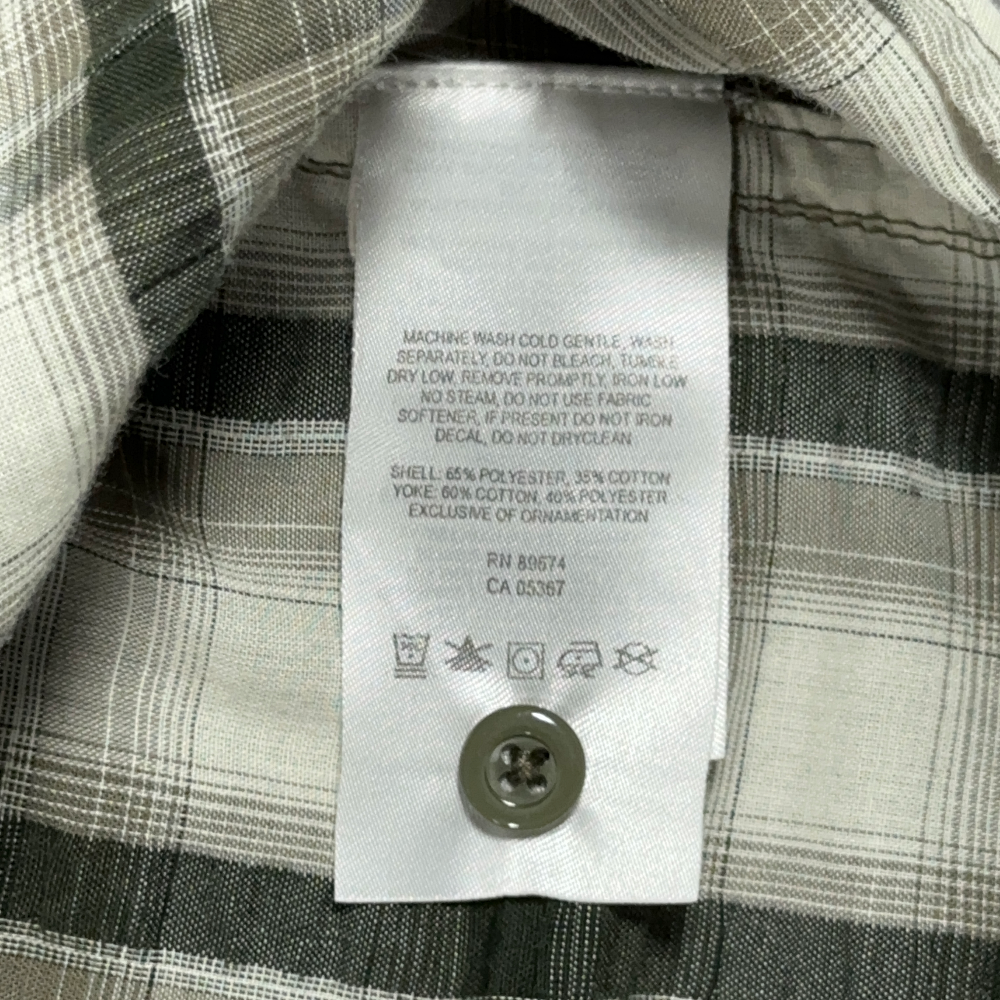 MACHINE WASH COLD GENTLE, WASH
SEPARATELY, DO NOT BLEACH, TUMBLE
DRY LOW, REMOVE PROMPTLY, IRON LOW
NO STEAM, DO NOT USE FABRIC
SOFTENER, IF PRESENT DO NOT IRON
DECAL, DO NOT DRYCLEAN
SHELL: 65% POLYESTER, 35% COTTON
YOKE: 60% COTTON, 40% POLYESTER
EXCLUSIVE OF ORNAMENTATION
RN 89674
CA 05367